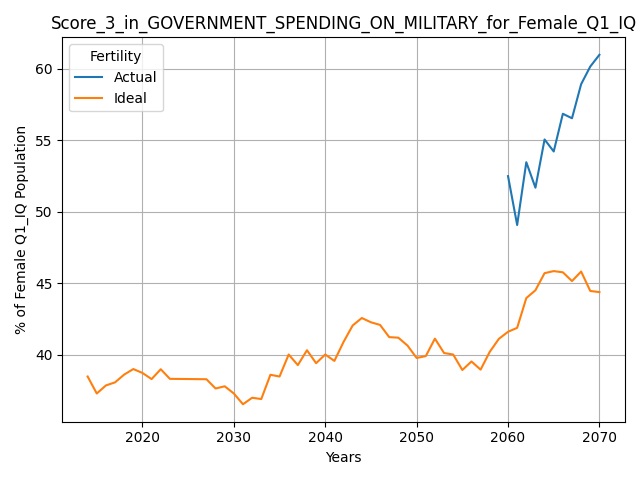 Score_3_in_GOVERNMENT_SPENDING_ON_MILITARY_for_Female_Q1_IQ
Fertility
Actual
Ideal
% of Female Q1_IQ Population
60
55
50
45
40
2020 2030 2040 2050 2060 2070
Years